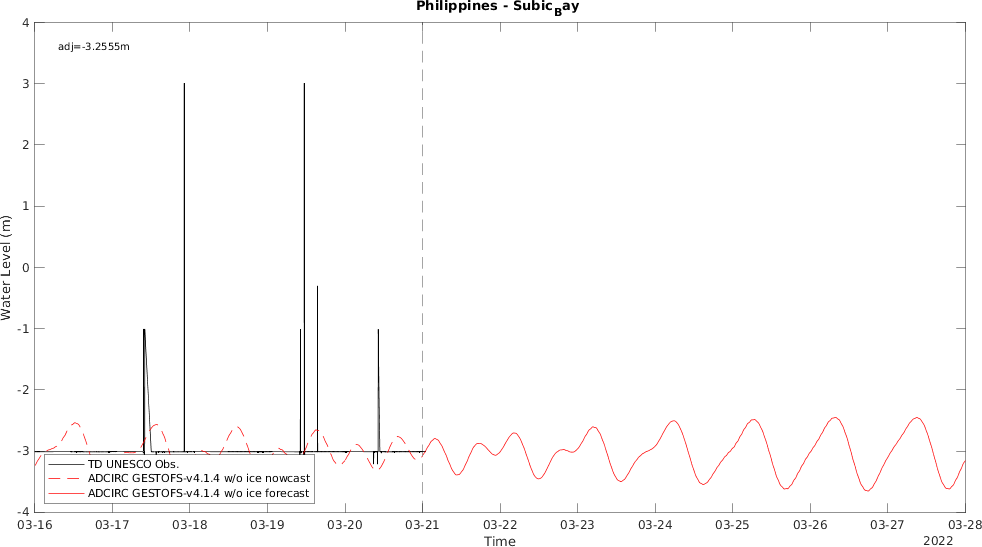 Philippines - Subic_Bay
adj=-3.2555m
Water Level (m)
4
3
2
1
0
-1
-2
-3
-4
TD UNESCO Obs.
ADCIRC GESTOFS-v4.1.4 w/o ice nowcast
ADCIRC GESTOFS-v4.1.4 w/o ice forecast
03-16 03-17 03-18 03-19 03-20 03-21 03-22 03-23 03-24 03-25 03-26 03-27 03-28
Time
2022